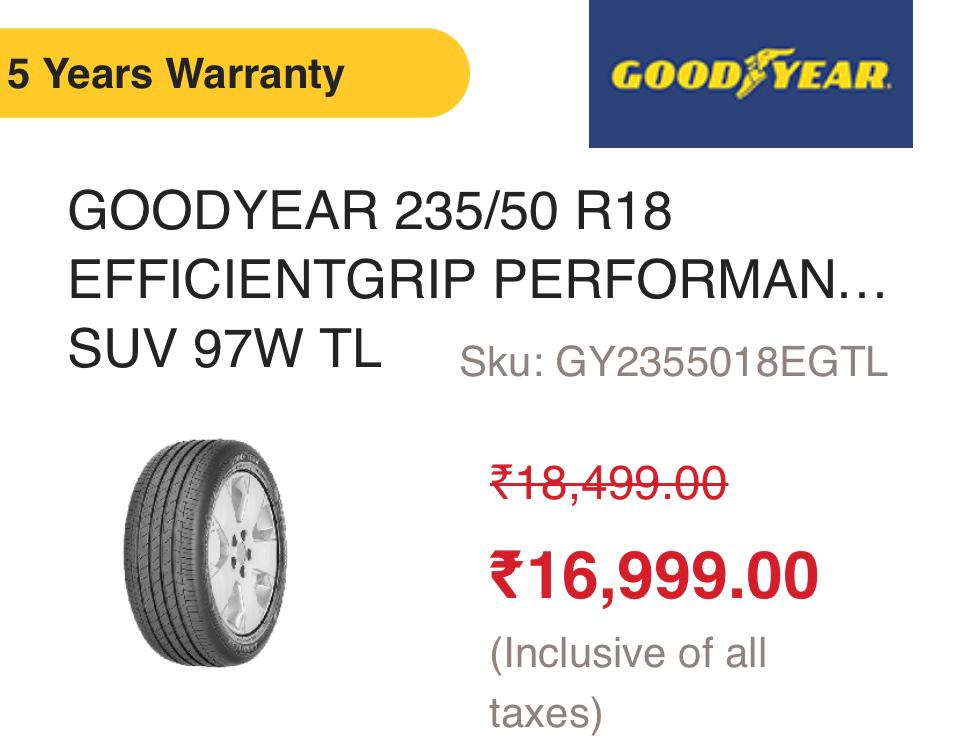 5 Years Warranty
GOODYEAR
GOODYEAR 235/50 R18
EFFICIENTGRIP PERFORMAN...
SUV 97W TL
Sku: GY2355018EGTL
₹18,499.00
₹16,999.00
(Inclusive of all
taxes)